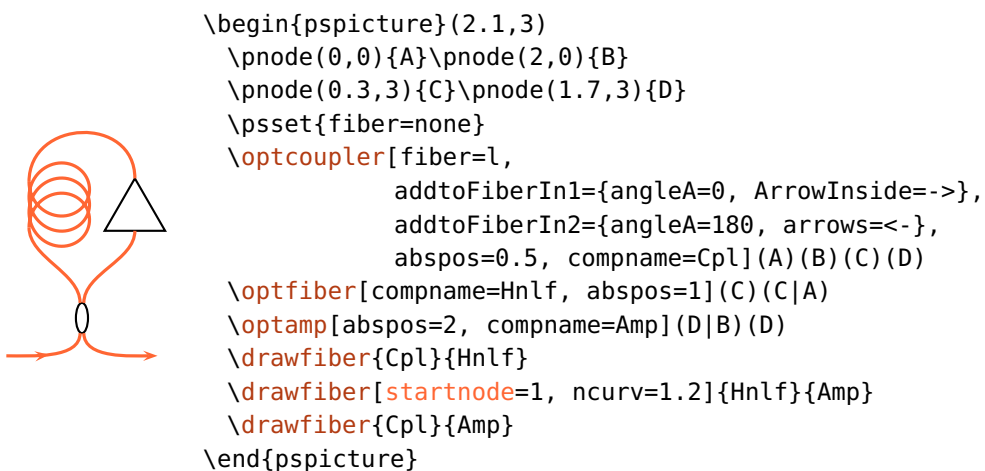 \begin{pspicture}(2.1,3)
  \pnode(0,0){A}\pnode(2,0){B}
  \pnode(0.3,3){C}\pnode(1.7,3){D}
  \psset{fiber=none}
  \optcoupler[fiber=l,
              addtoFiberIn1={angleA=0, ArrowInside=->},
              addtoFiberIn2={angleA=180, arrows=<-},
              abspos=0.5, compname=Cpl](A)(B)(C)(D)
  \optfiber[compname=Hnlf, abspos=1](C)(C|A)
  \optamp[abspos=2, compname=Amp](D|B)(D)
  \drawfiber{Cpl}{Hnlf}
  \drawfiber[startnode=1, ncurv=1.2]{Hnlf}{Amp}
  \drawfiber{Cpl}{Amp}
\end{pspicture}